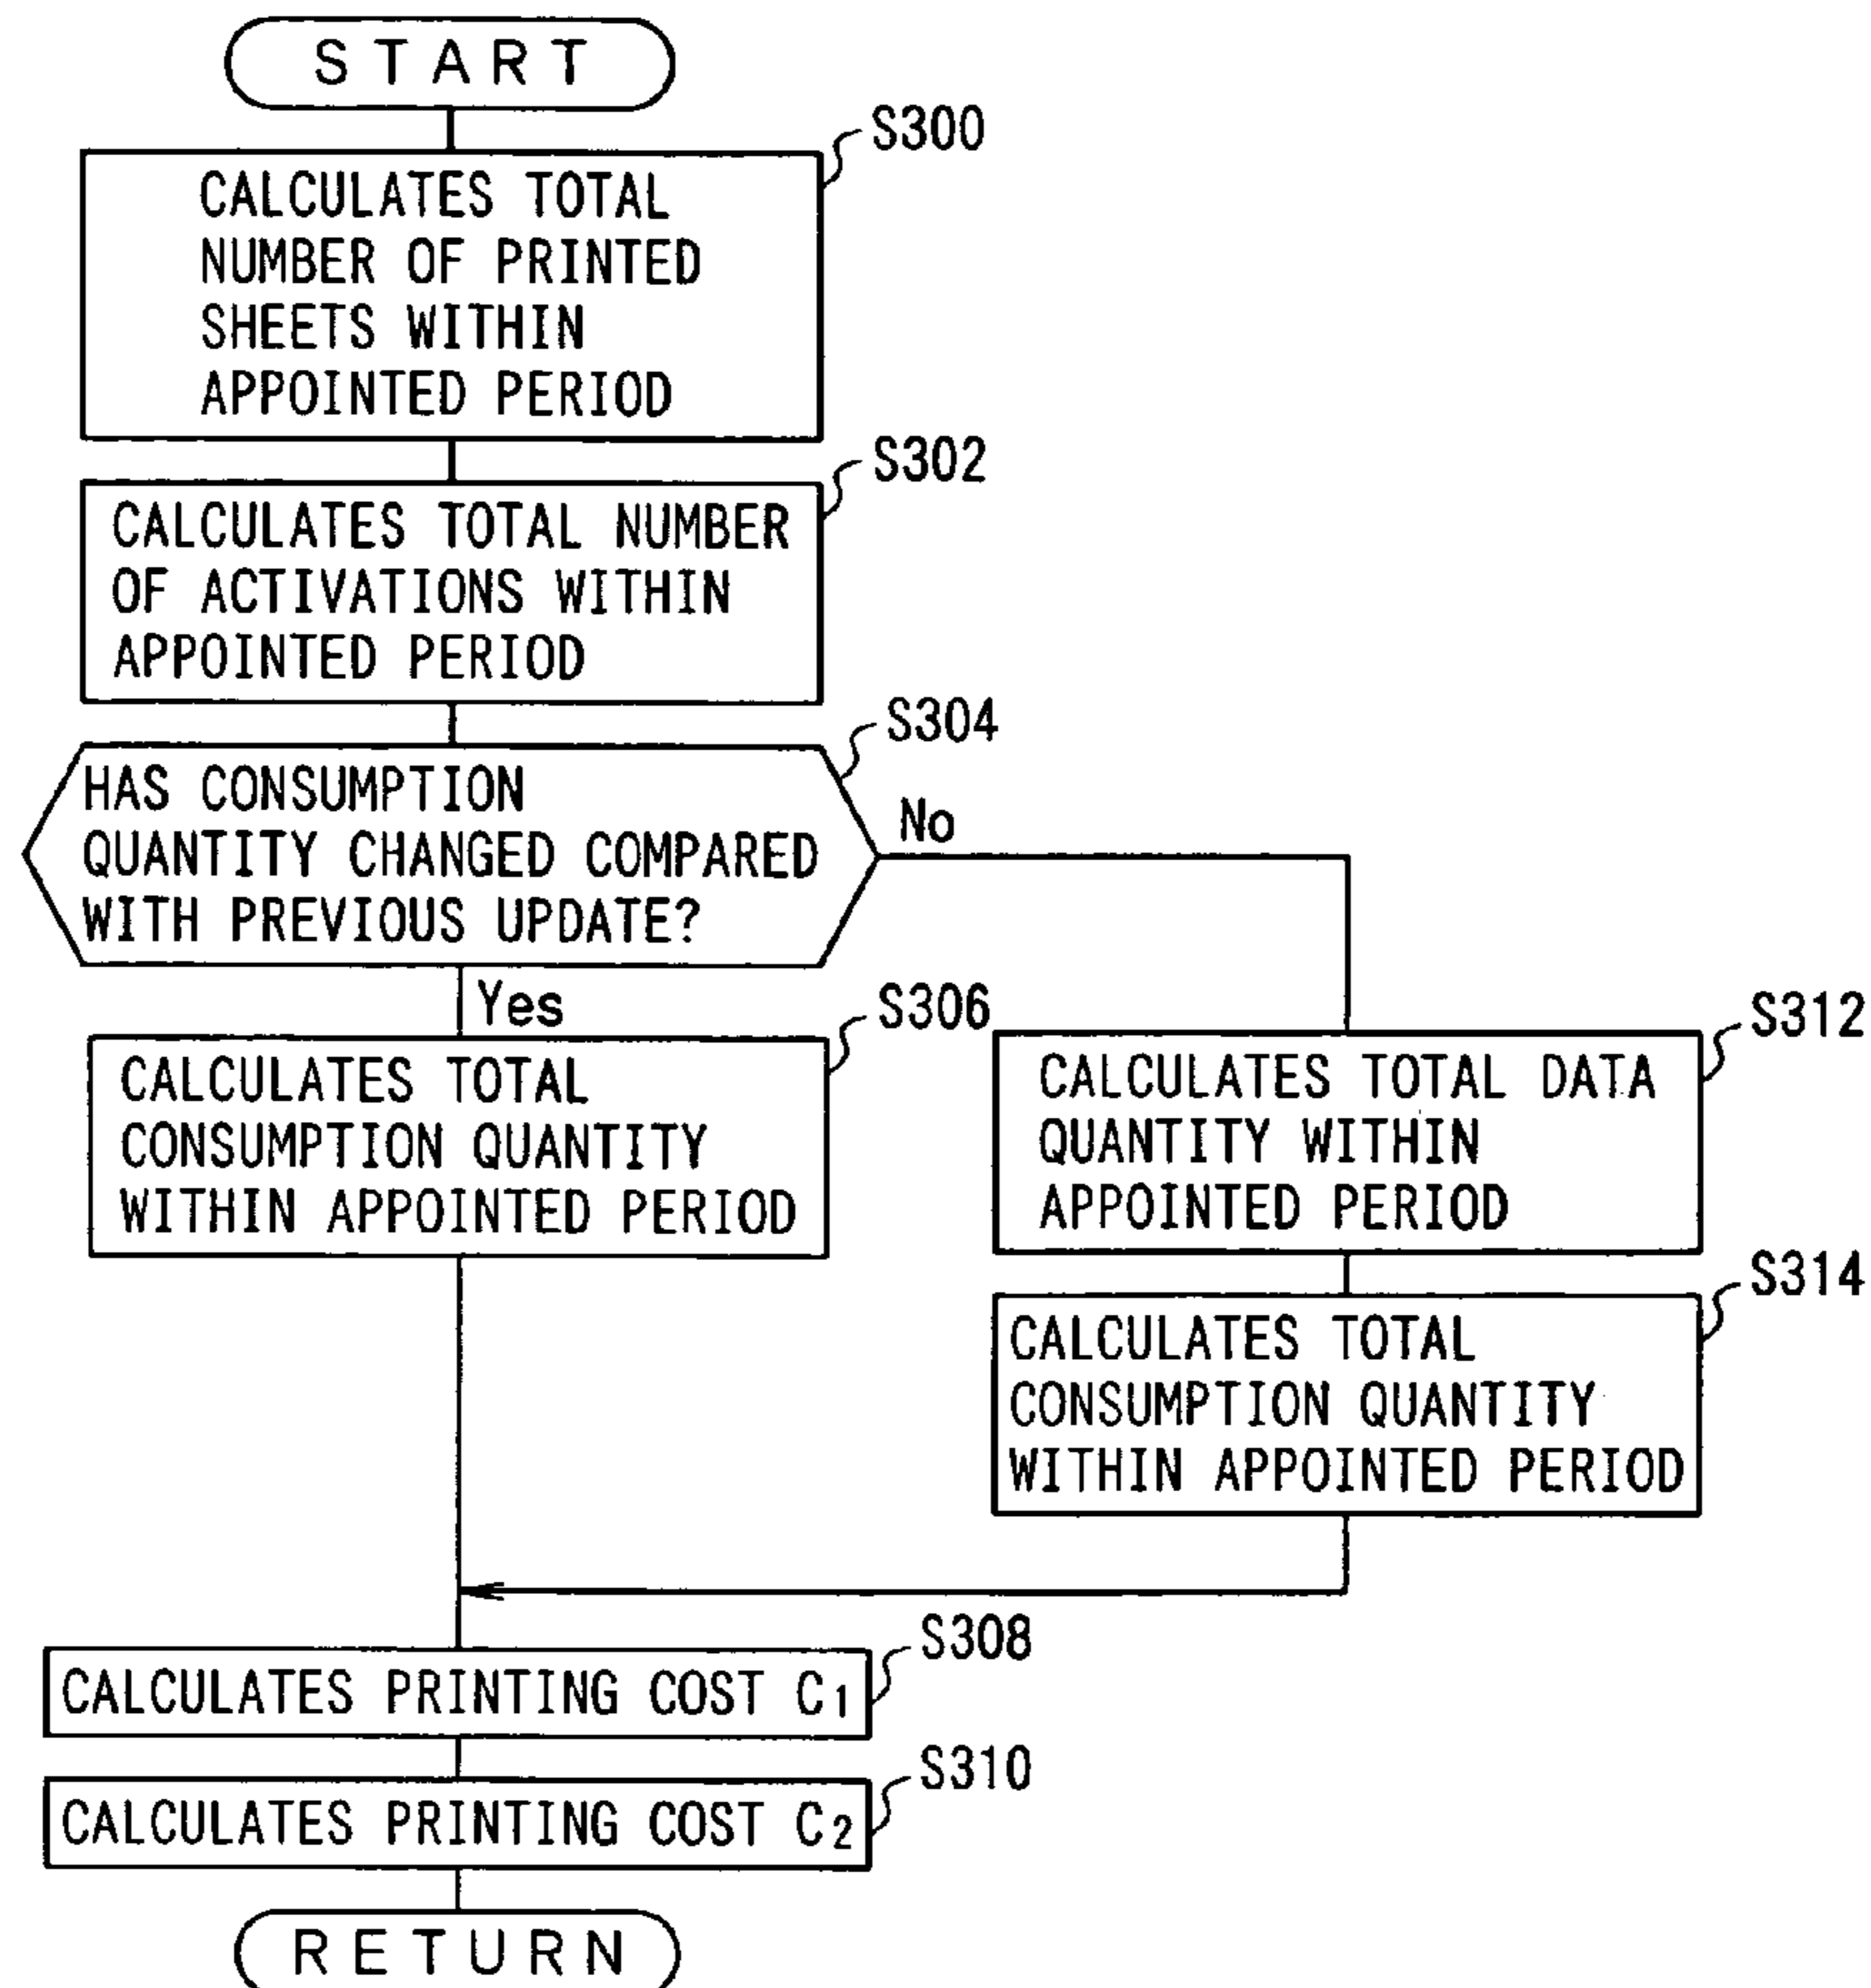 START
S300
CALCULATES TOTAL
NUMBER OF PRINTED
SHEETS WITHIN
APPOINTED PERIOD
S302
CALCULATES TOTAL NUMBER
OF ACTIVATIONS WITHIN
APPOINTED PERIOD
S304
HAS CONSUMPTION
QUANTITY CHANGED COMPARED
WITH PREVIOUS UPDATE?
No
Yes
S306
CALCULATES TOTAL
CONSUMPTION QUANTITY
WITHIN APPOINTED PERIOD
S312
CALCULATES TOTAL DATA
QUANTITY WITHIN
APPOINTED PERIOD
S314
CALCULATES TOTAL
CONSUMPTION QUANTITY
WITHIN APPOINTED PERIOD
S308
CALCULATES PRINTING COST C1
S310
CALCULATES PRINTING COST C2
RETURN